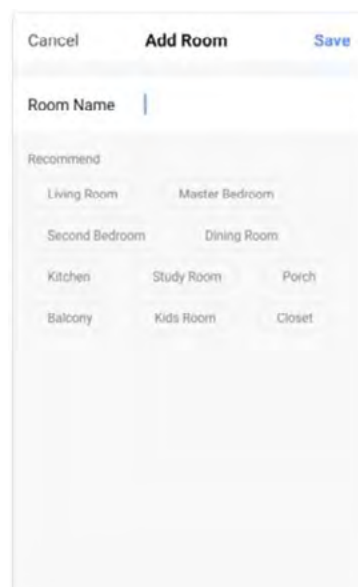 Cancel Add Room Save
Room Name
Recommend
Living Room Master Bedroom
Second Bedroom Dining Room
Kitchen Study Room Porch
Balcony Kids Room Closet